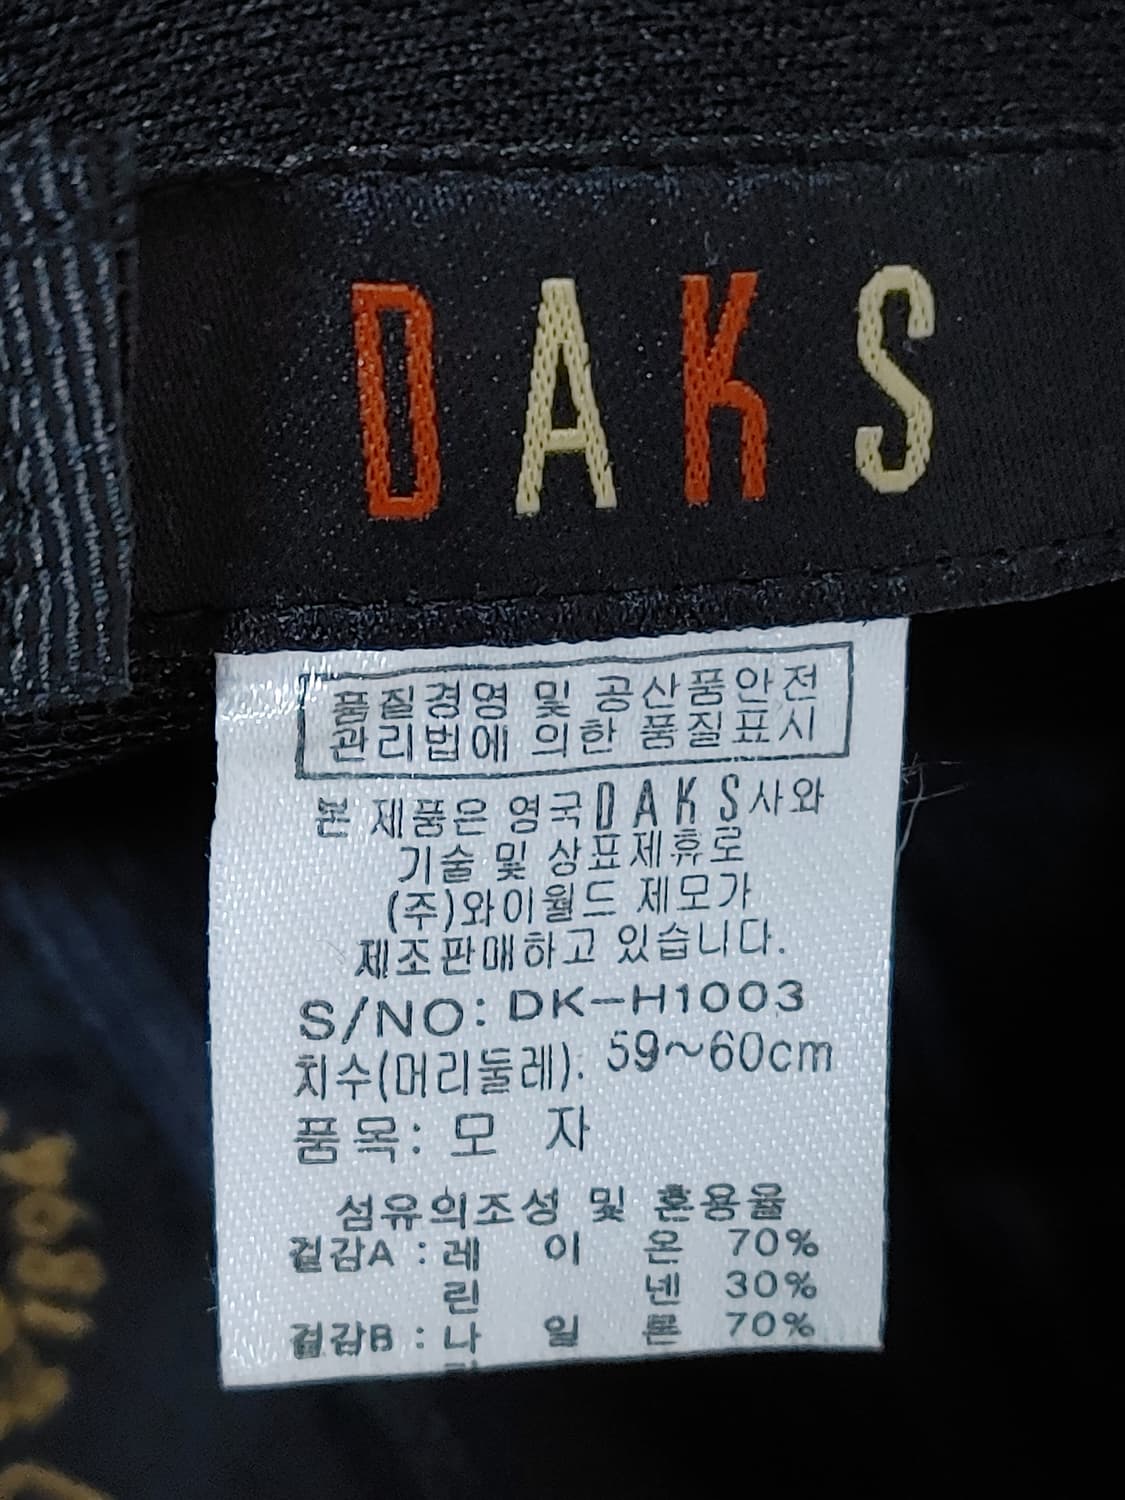 DAKS
품질경영 및 공산품안전
관리법에 의한 품질표시
본 제품은 영국DAKS사와
기술 및 상표제휴로
(주)와이월드 제모가
제조판매하고 있습니다.
S/NO: DK-H1003
치수(머리둘레): 59~60cm
품목: 모 자
섬유의조성 및 혼용율
겉감A : 레 이 온 70%
린 넨 30%
겉감B : 나 일 론 70%